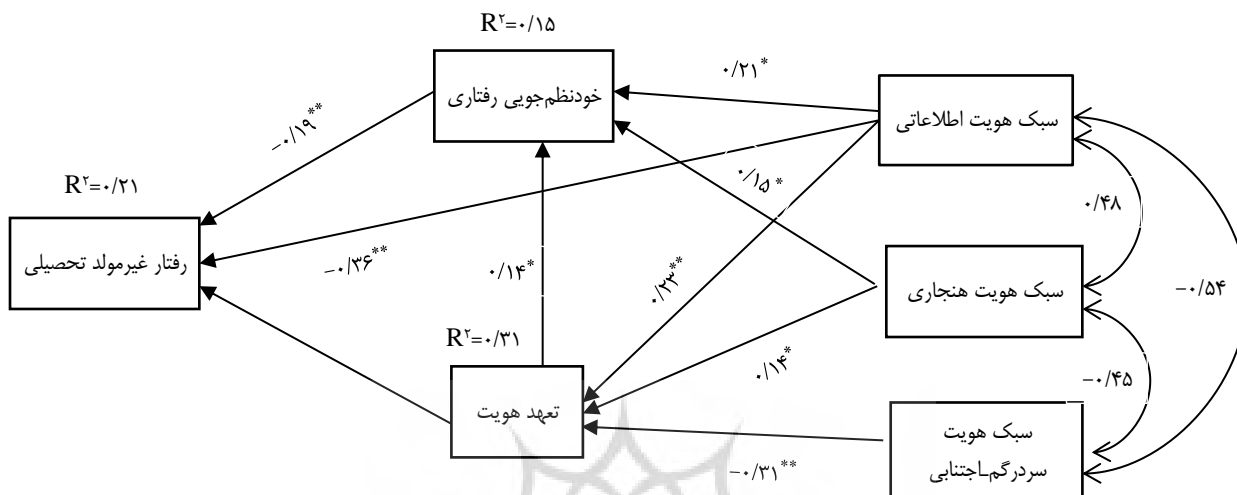 R۲=۰/۱۵
خودنظم‌جویی رفتاری
۰/۲۱*
سبک هویت اطلاعاتی
-۰/۱۹**
R۲=۰/۲۱
رفتار غیرمولد تحصیلی
-۰/۳۶**
۰/۱۵*
۰/۴۸
۰/۱۴*
۰/۲۳**
سبک هویت هنجاری
-۰/۵۴
R۲=۰/۳۱
تعهد هویت
۰/۱۴*
-۰/۴۵
سبک هویت
سردرگم-اجتنابی
-۰/۳۱**